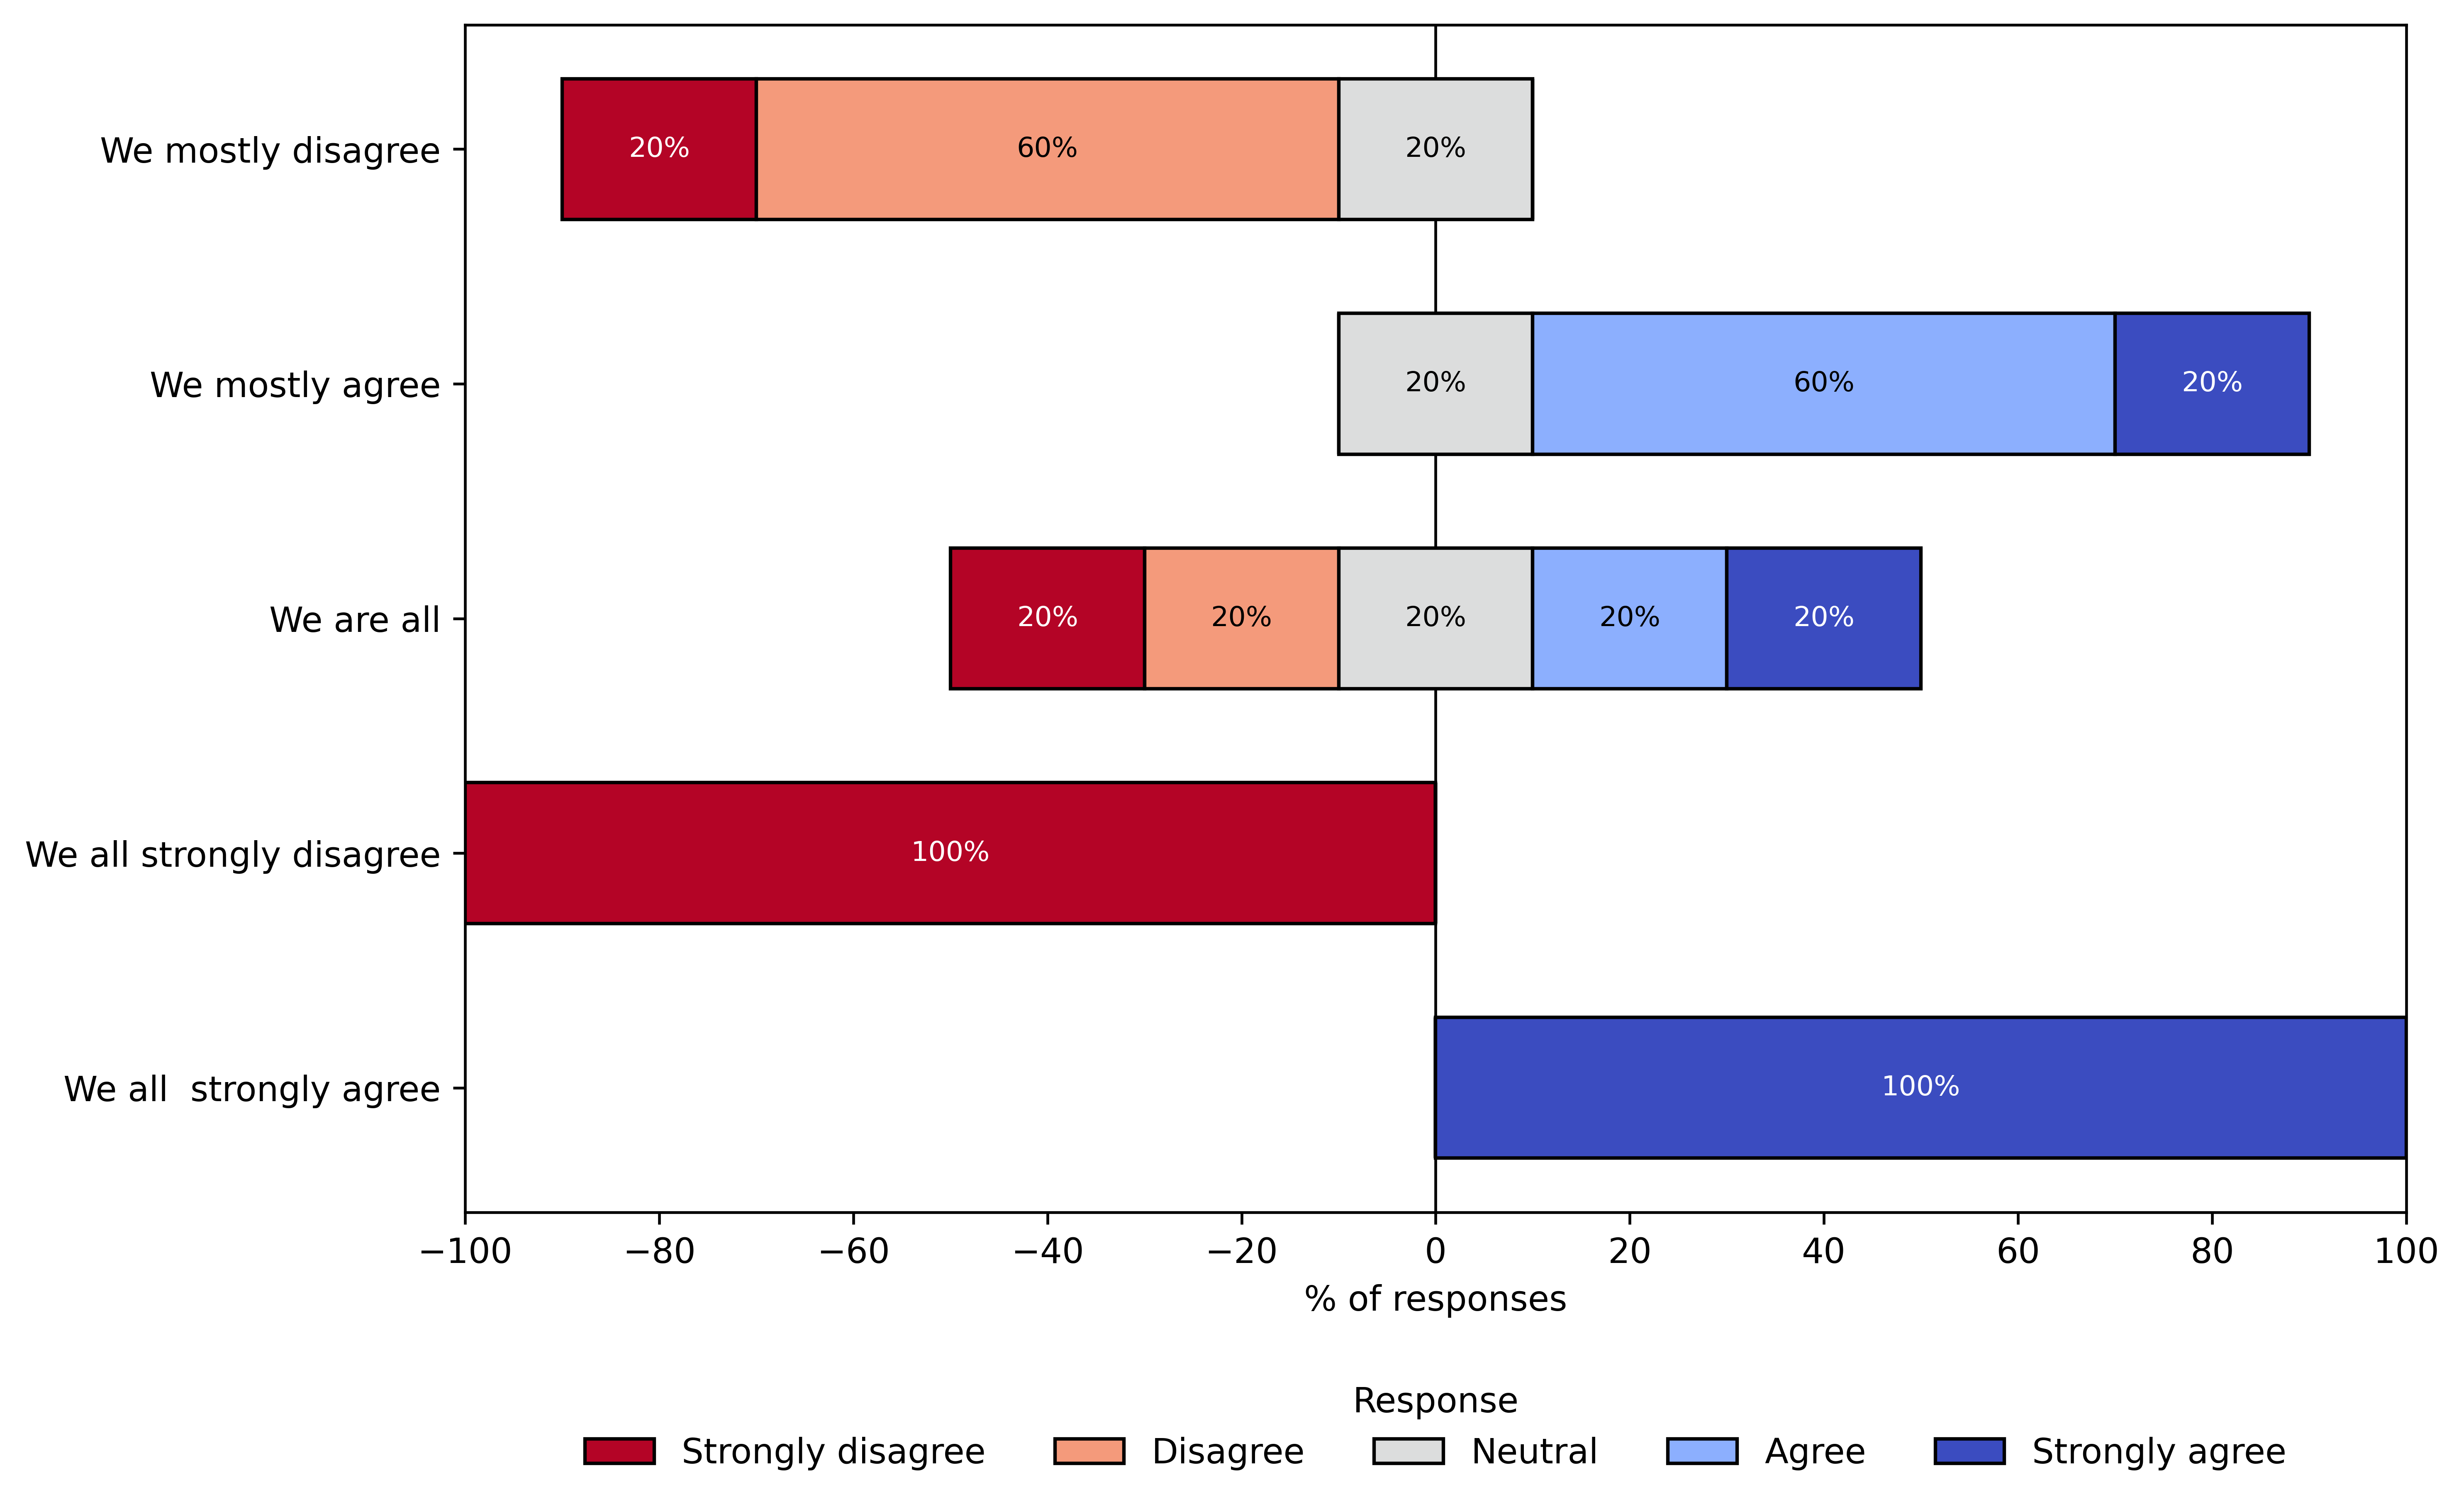 We mostly disagree
20%
60%
20%
We mostly agree
20%
60%
20%
We are all
20%
20%
20%
20%
20%
We all strongly disagree
100%
We all  strongly agree
100%
−100
−80
−60
−40
−20
0
20
40
60
80
100
% of responses
Response
Strongly disagree
Disagree
Neutral
Agree
Strongly agree